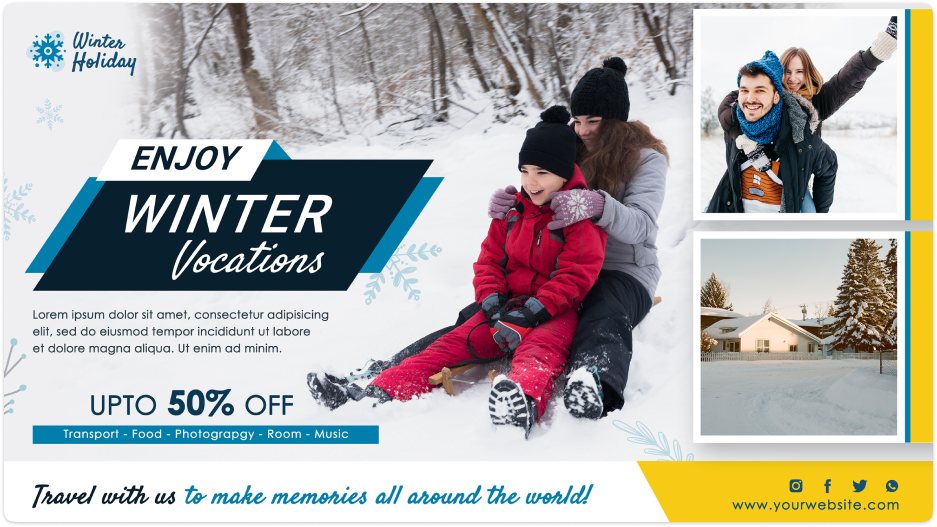 Winter
Holiday
ENJOY
WINTER
Vocations
Lorem ipsum dolor sit amet, consectetur adipisicing
elit, sed do eiusmod tempor incididunt ut labore
et dolore magna aliqua. Ut enim ad minim.
UPTO 50% OFF
Transport - Food - Photograpgy - Room - Music
Travel with us to make memories all around the world!
www.yourwebsite.com